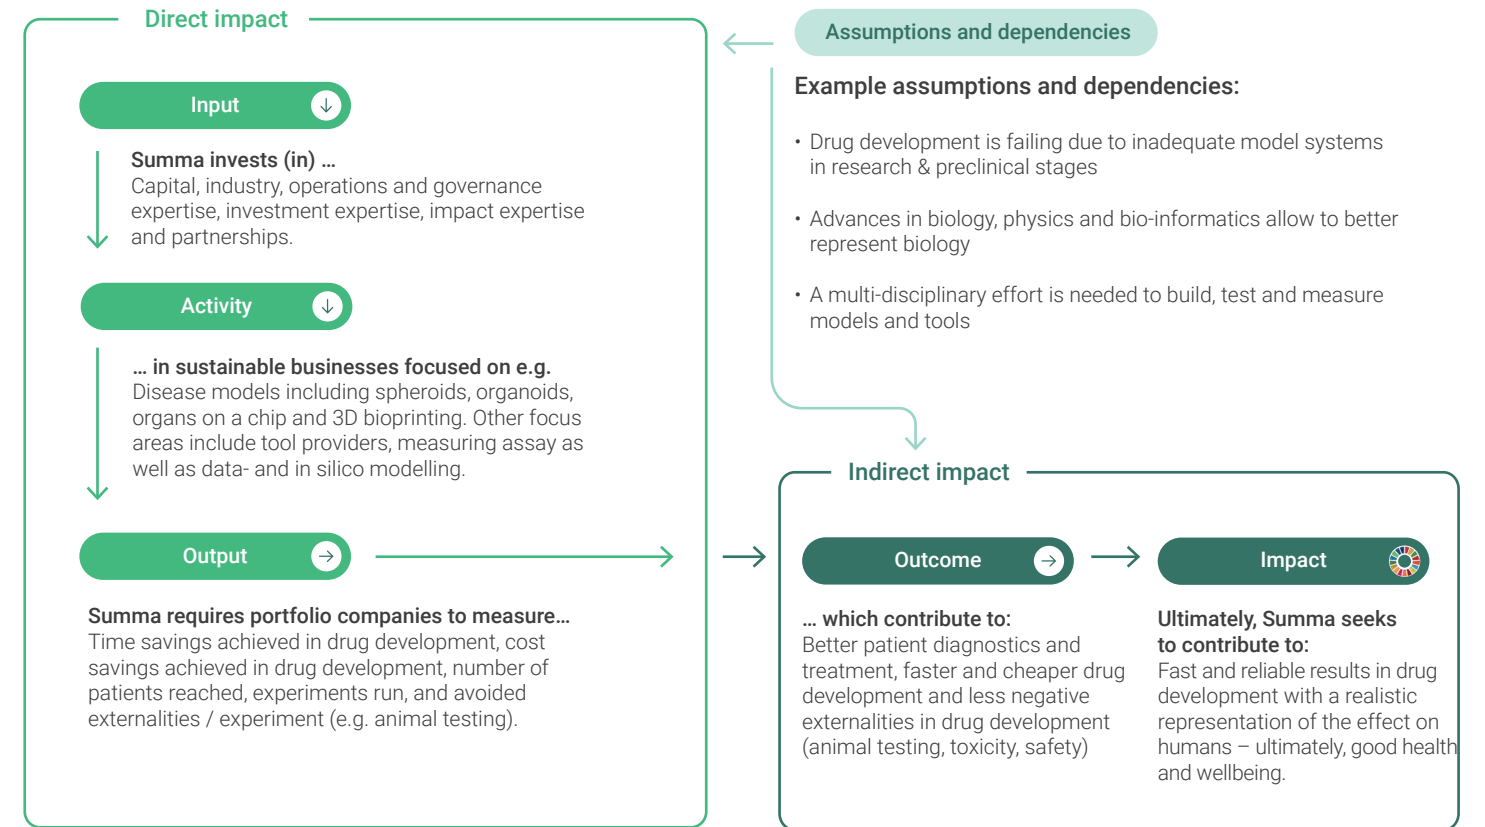 Direct impact
Input
Summa invests (in) …
Capital, industry, operations and governance
expertise, investment expertise, impact expertise
and partnerships.
Activity
… in sustainable businesses focused on e.g.
Disease models including spheroids, organoids,
organs on a chip and 3D bioprinting. Other focus
areas include tool providers, measuring assay as
well as data- and in silico modelling.
Output
Summa requires portfolio companies to measure…
Time savings achieved in drug development, cost
savings achieved in drug development, number of
patients reached, experiments run, and avoided
externalities / experiment (e.g. animal testing).
Assumptions and dependencies
Example assumptions and dependencies:
• Drug development is failing due to inadequate model systems
in research & preclinical stages
• Advances in biology, physics and bio-informatics allow to better
represent biology
• A multi-disciplinary effort is needed to build, test and measure
models and tools
Indirect impact
Outcome
… which contribute to:
Better patient diagnostics and
treatment, faster and cheaper drug
development and less negative
externalities in drug development
(animal testing, toxicity, safety)
Impact
Ultimately, Summa seeks
to contribute to:
Fast and reliable results in drug
development with a realistic
representation of the effect on
humans – ultimately, good health
and wellbeing.